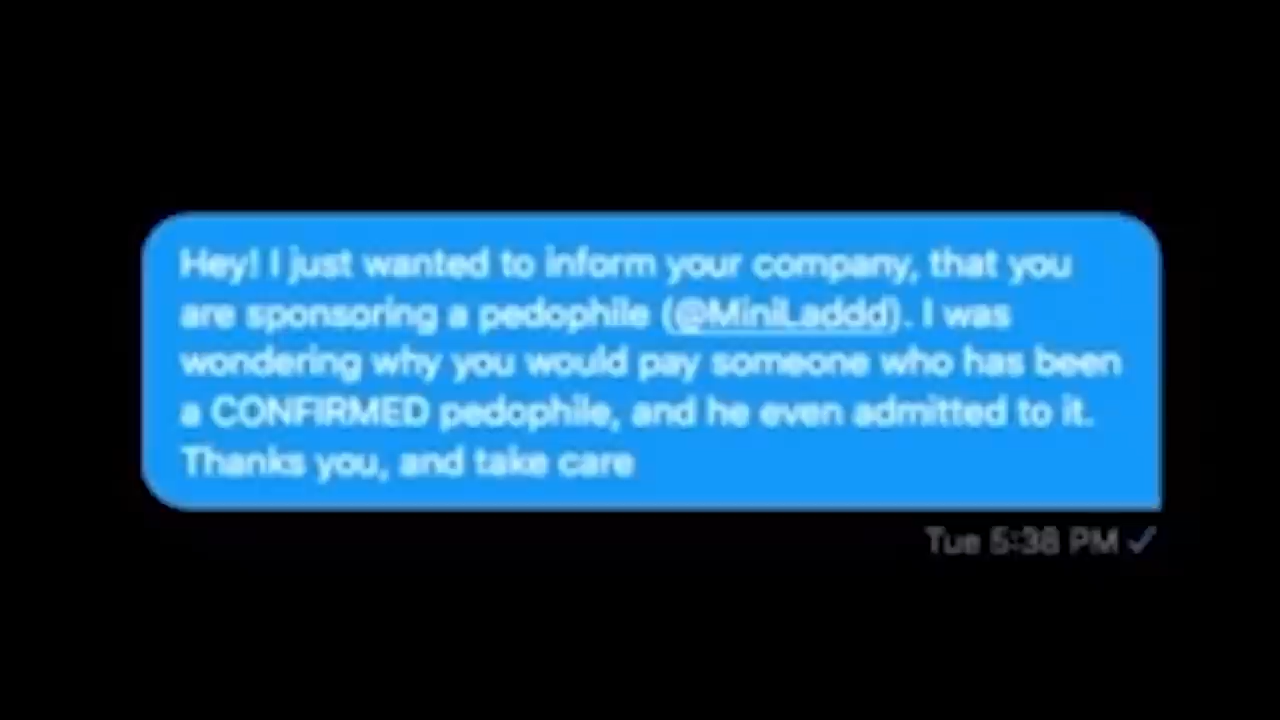 Hey! I just wanted to inform your company, that you
are sponsoring a pedophile (@MiniLaddd). I was
wondering why you would pay someone who has been
a CONFIRMED pedophile, and he even admitted to it.
Thanks you, and take care
Tue 5:38 PM ✓